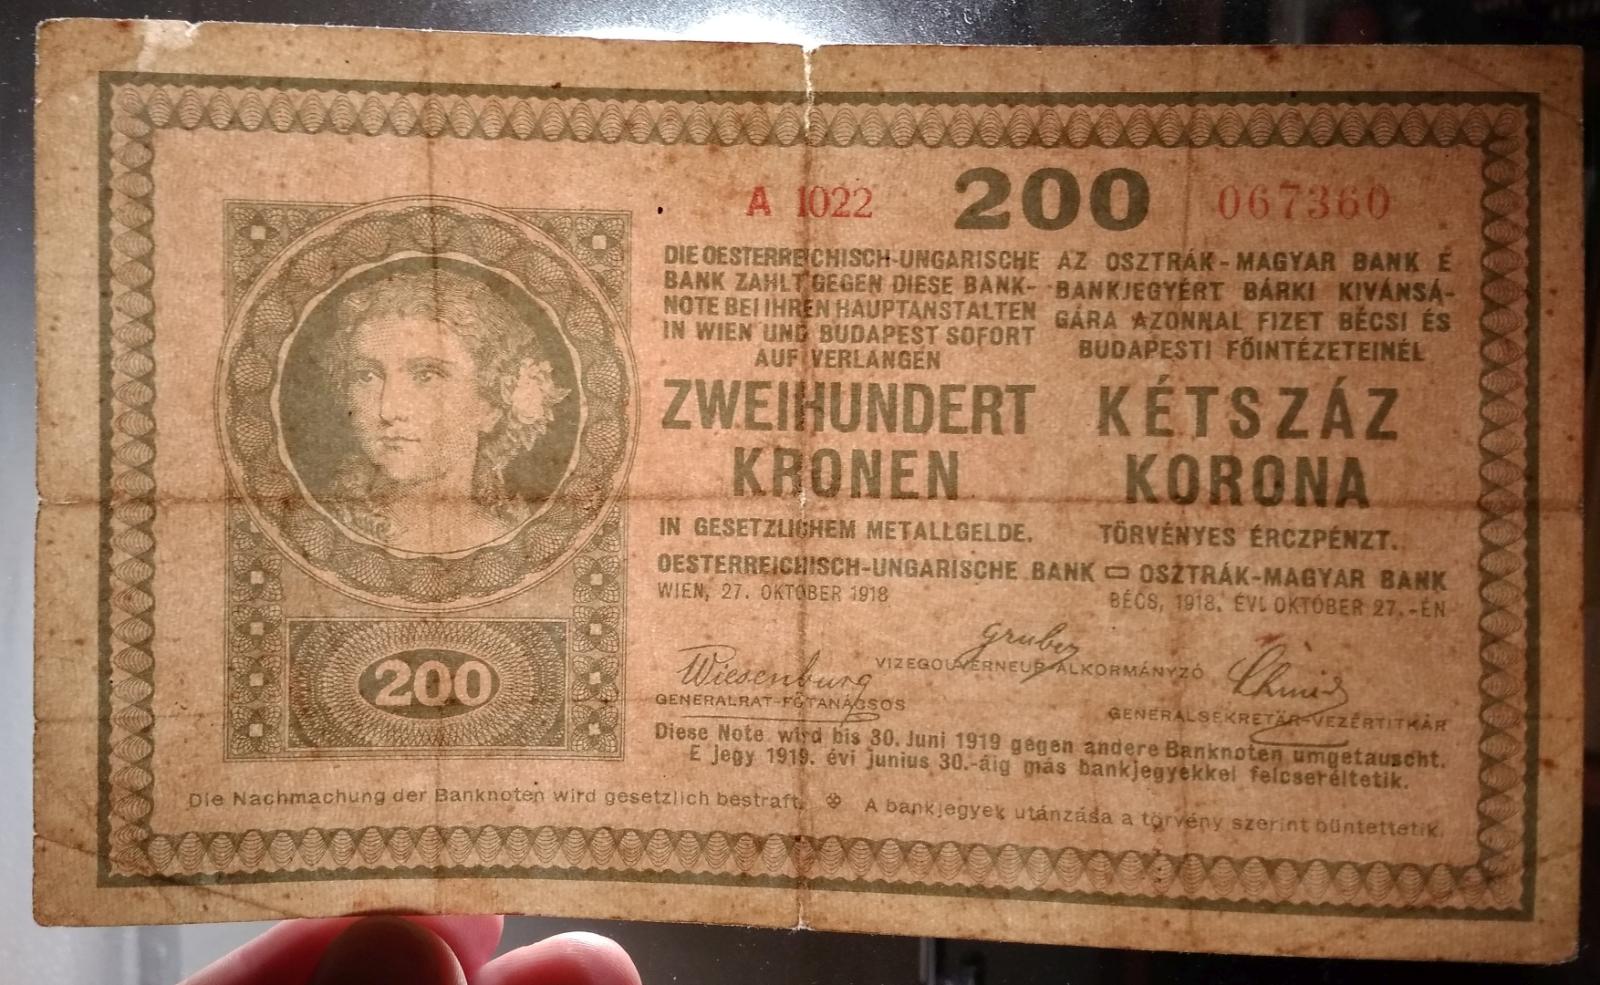 A 1022 200 067360
DIE OESTERREICHISCH-UNGARISCHE
BANK ZAHLT GEGEN DIESE BANK-
NOTE BEI IHREN HAUPTANSTALTEN
IN WIEN UND BUDAPEST SOFORT
AUF VERLANGEN
ZWEIHUNDERT
KRONEN
IN GESETZLICHEM METALLGELDE.
AZ OSZTRÁK-MAGYAR BANK E
BANKJEGYÉRT BÁRKI KIVÁNSÁ-
GÁRA AZONNAL FIZET BÉCSI ÉS
BUDAPESTI FŐINTÉZETEINÉL
KÉTSZÁZ
KORONA
TÖRVÉNYES ÉRCZPÉNZT.
OESTERREICHISCH-UNGARISCHE BANK OSZTRÁK-MAGYAR BANK
WIEN, 27. OKTOBER 1918
BÉCS, 1918. ÉVI OKTÓBER 27.-ÉN
Gruber
VIZEGOUVERNEUR-ALKORMÁNYZÓ
Wiesenburg
GENERALRAT-FŐTANÁCSOS
Schmid
GENERALSEKRETÄR-VEZÉRTITKÁR
Diese Note wird bis 30. Juni 1919 gegen andere Banknoten umgetauscht.
E jegy 1919. évi junius 30.-áig más bankjegyekkel felcseréltetik.
200
Die Nachmachung der Banknoten wird gesetzlich bestraft. A bankjegyek utánzása a törvény szerint büntettetik.